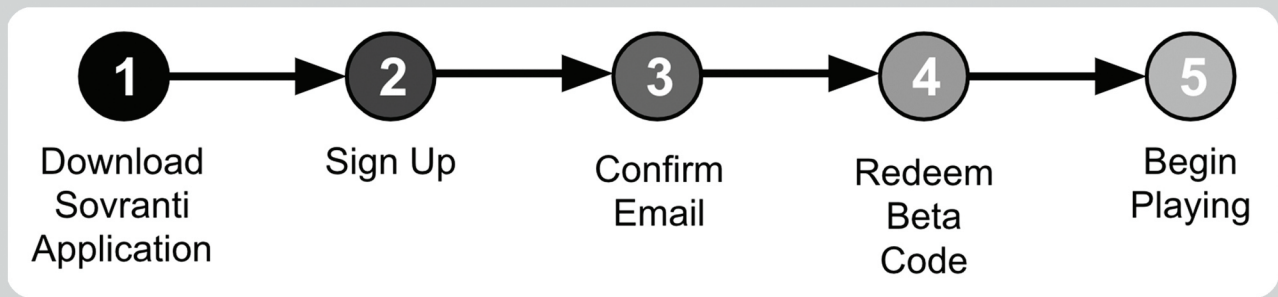 1
2
3
4
5
Download
Sovranti
Application
Sign Up
Confirm
Email
Redeem
Beta
Code
Begin
Playing